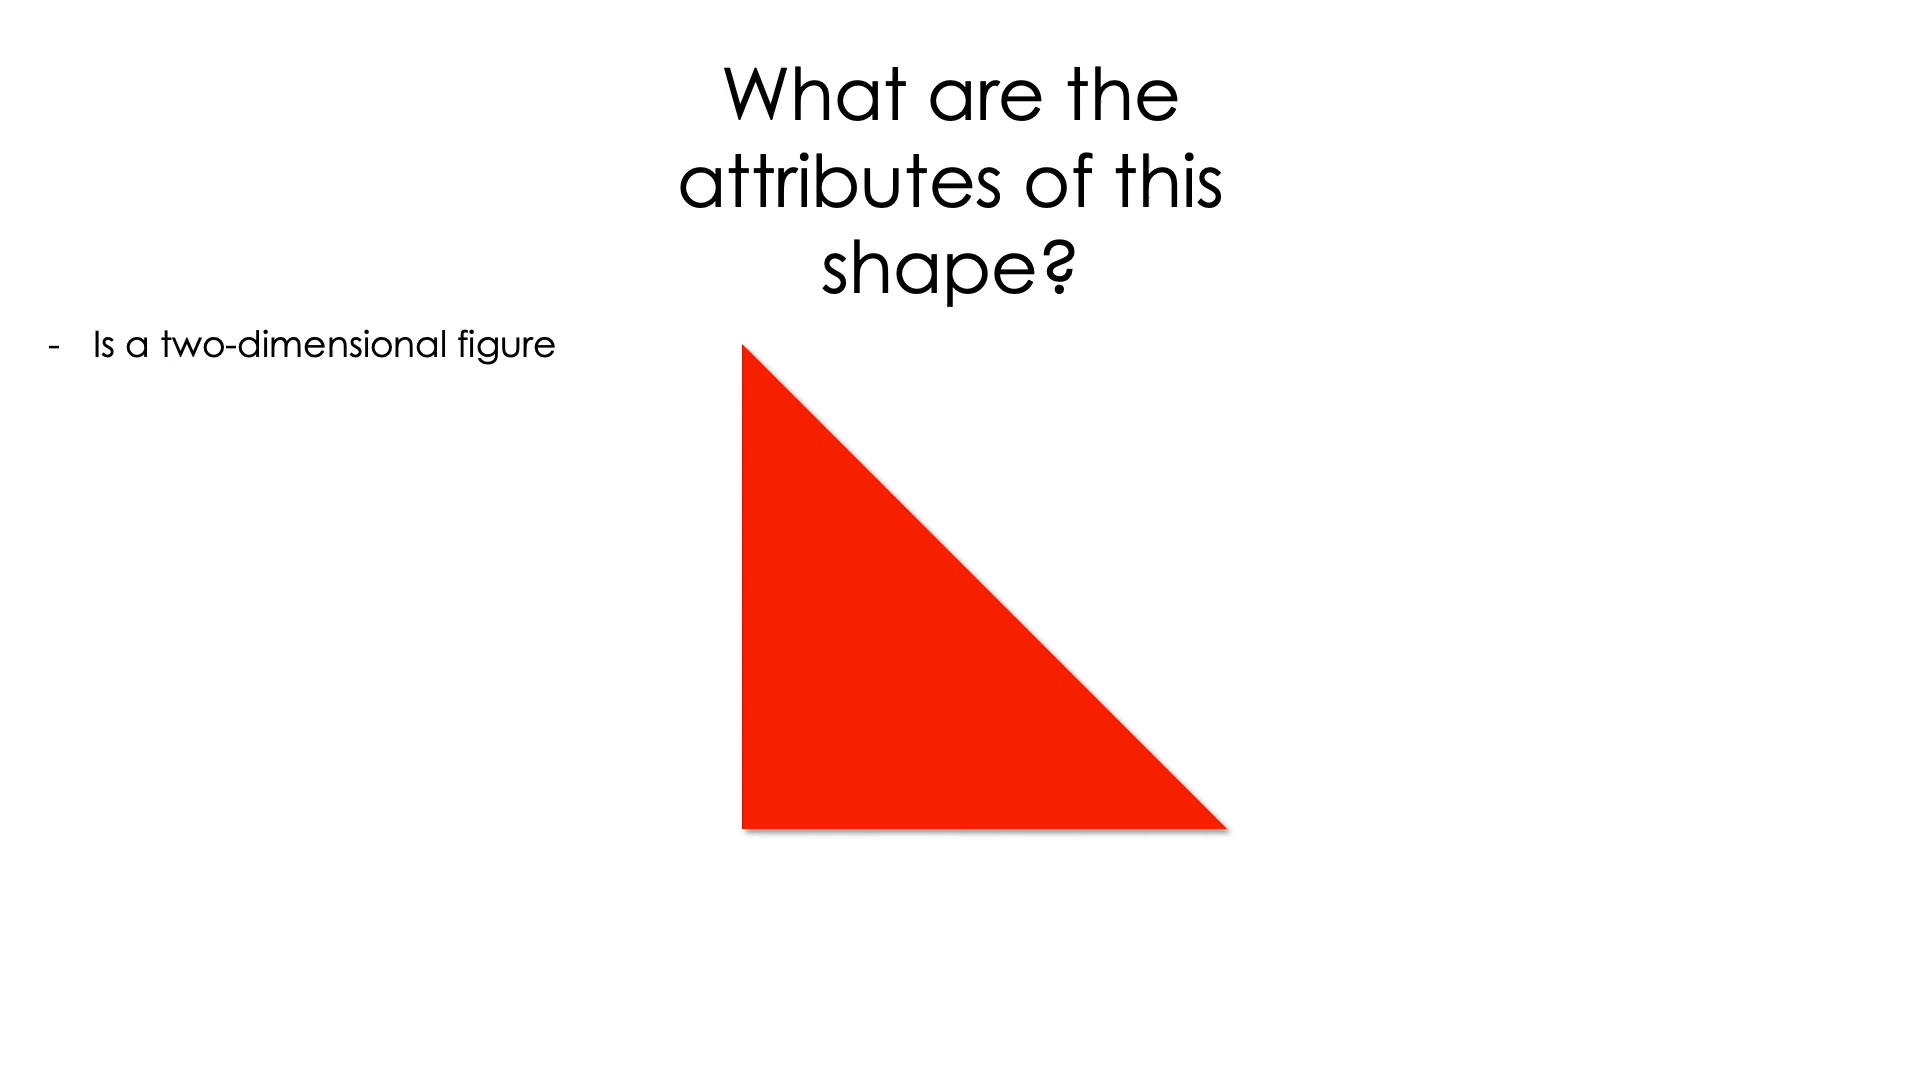 What are the
attributes of this
shape?
- Is a two-dimensional figure